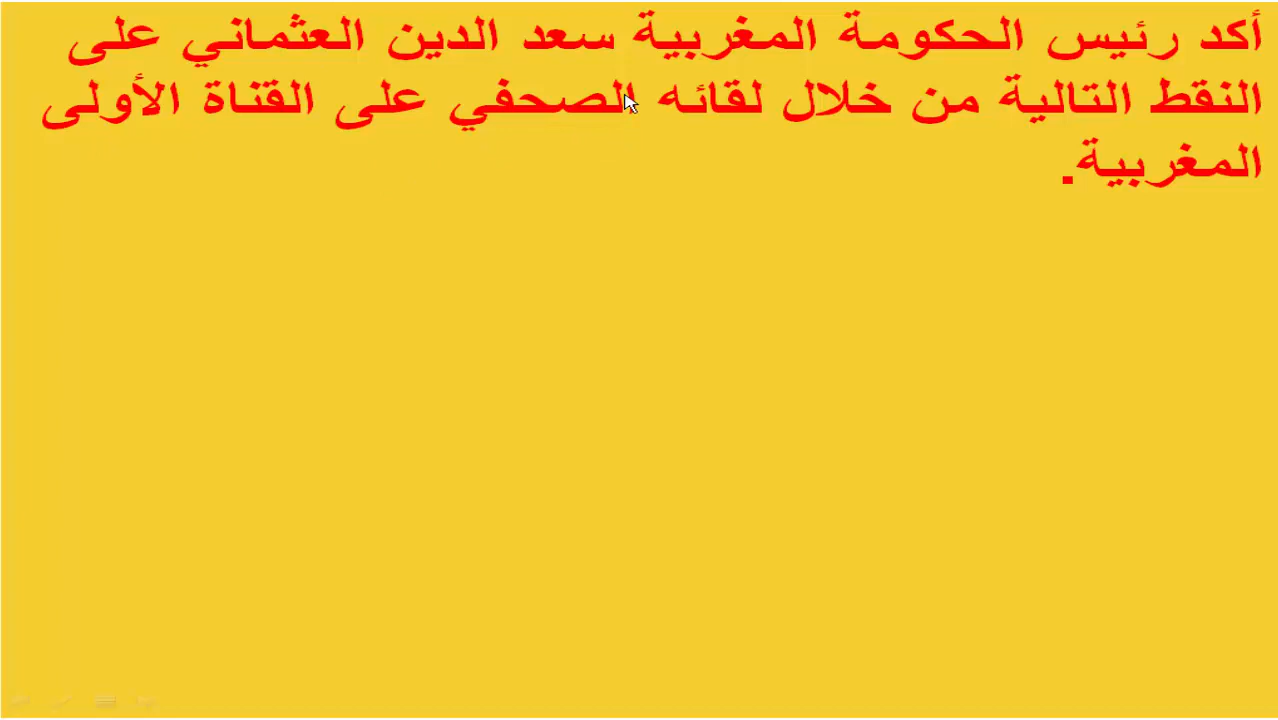 أكد رئيس الحكومة المغربية سعد الدين العثماني على
النقط التالية من خلال لقائه الصحفي على القناة الأولى
المغربية.